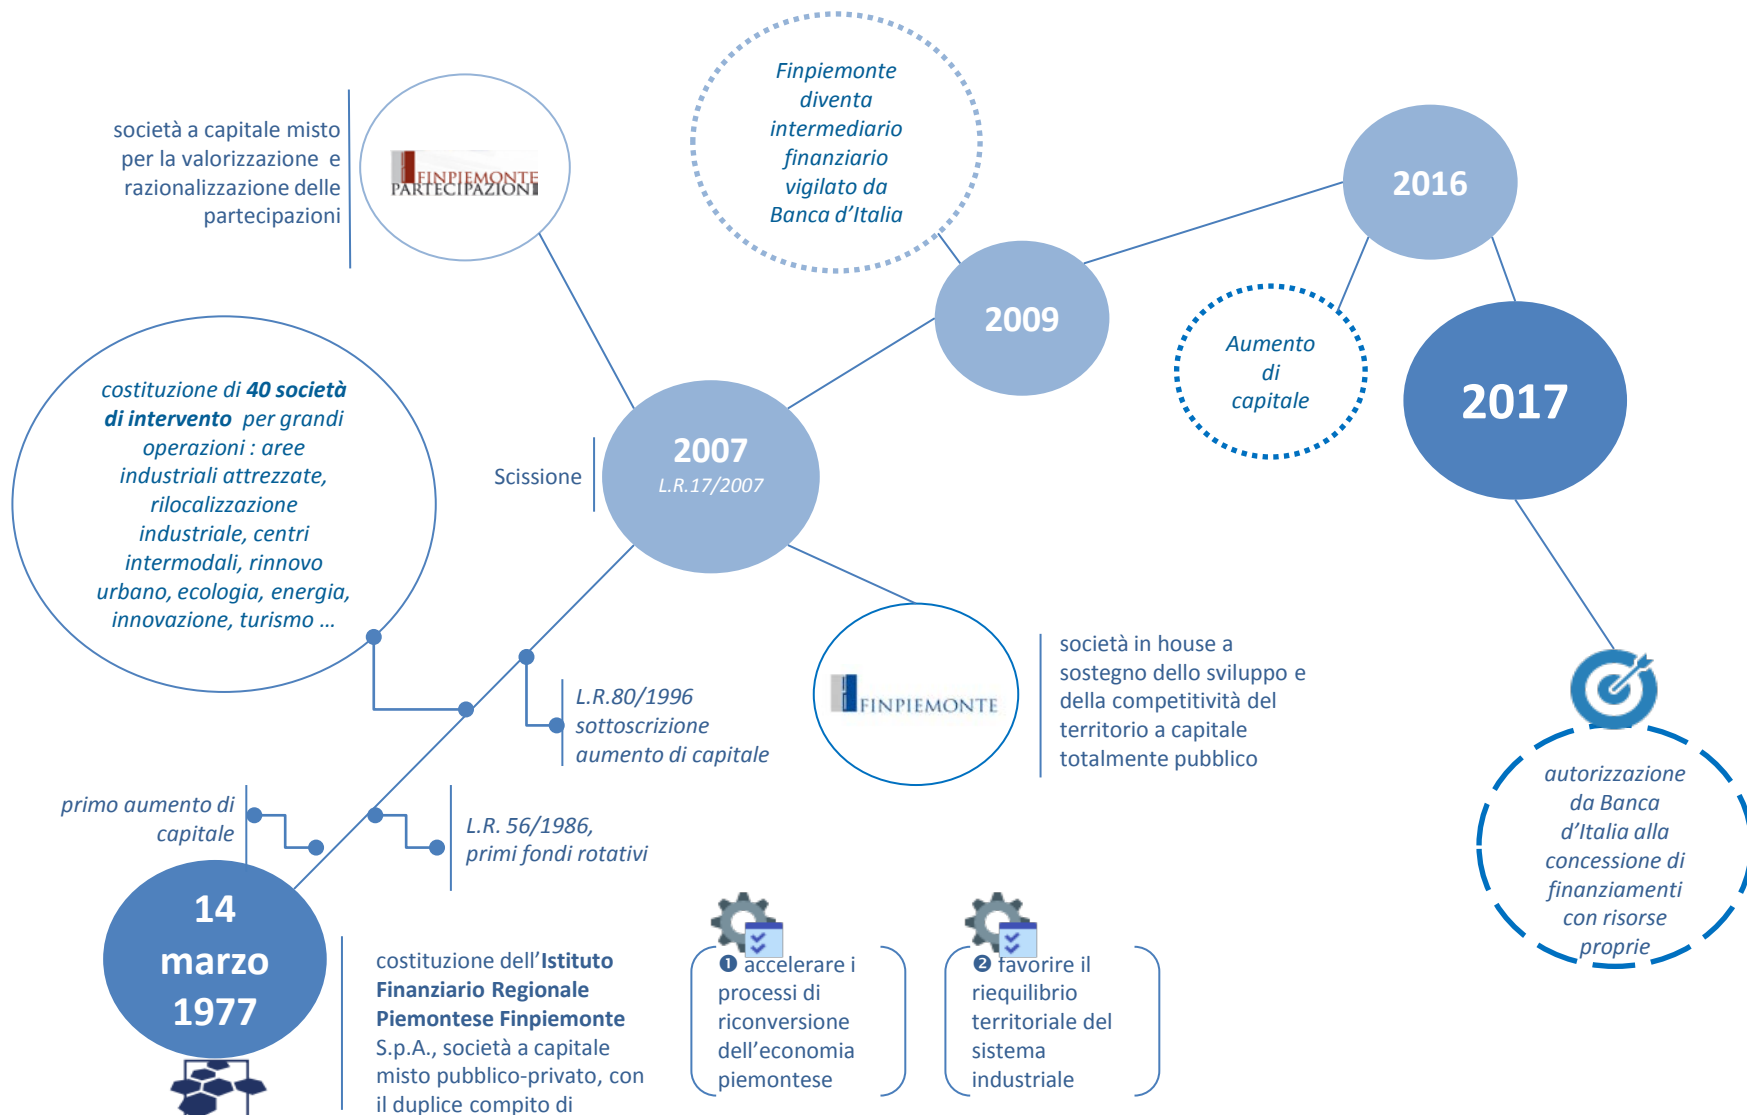 società a capitale misto
per la valorizzazione e
razionalizzazione delle
partecipazioni
FINPIEMONTE
PARTECIPAZIONI
Finpiemonte
diventa
intermediario
finanziario
vigilato da
Banca d'Italia
2016
2009
Aumento
di
capitale
2017
costituzione di 40 società
di intervento per grandi
operazioni : aree
industriali attrezzate,
rilocalizzazione
industriale, centri
intermodali, rinnovo
urbano, ecologia, energia,
innovazione, turismo ...
Scissione
2007
L.R.17/2007
FINPIEMONTE
società in house a
sostegno dello sviluppo e
della competitività del
territorio a capitale
totalmente pubblico
L.R.80/1996
sottoscrizione
aumento di capitale
primo aumento di
capitale
L.R. 56/1986,
primi fondi rotativi
autorizzazione
da Banca
d'Italia alla
concessione di
finanziamenti
con risorse
proprie
14
marzo
1977
costituzione dell'Istituto
Finanziario Regionale
Piemontese Finpiemonte
S.p.A., società a capitale
misto pubblico-privato, con
il duplice compito di
❶ accelerare i
processi di
riconversione
dell'economia
piemontese
❷ favorire il
riequilibrio
territoriale del
sistema
industriale